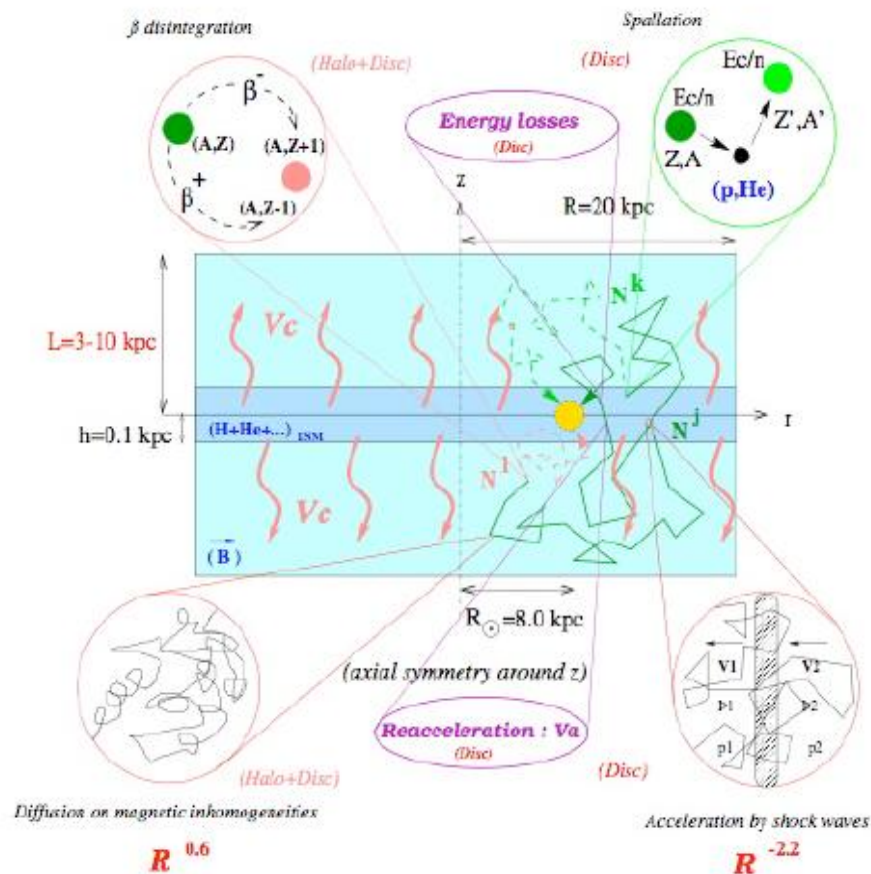 β disintegration
Spallation
(Halo+Disc)
(Disc)
β⁻
(A,Z)
(A,Z+1)
β⁺
(A,Z-1)
Energy losses
(Disc)
Ec/n
Ec/n
Z',A'
Z,A
(p,He)
z
R=20 kpc
N^k
Vc
L=3-10 kpc
r
(H+He+...) ISM
h=0.1 kpc
N^j
N^l
Vc
(B)
R☉=8.0 kpc
(axial symmetry around z)
V1
V2
p1
p2
Reacceleration : Va
(Disc)
(Halo+Disc)
(Disc)
Diffusion on magnetic inhomogeneities
Acceleration by shock waves
R 0.6
R -2.2